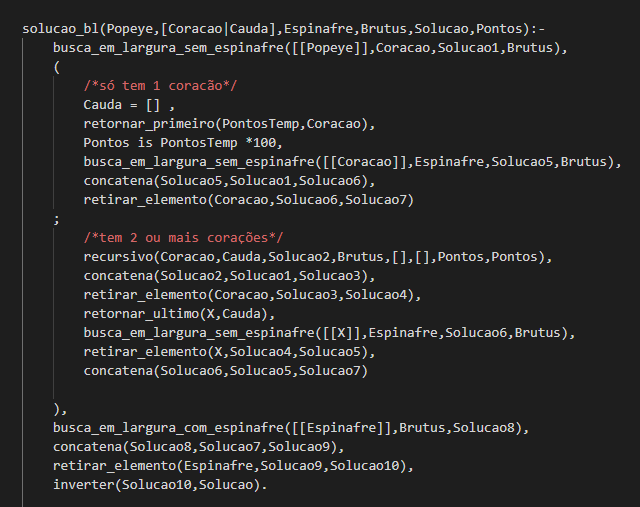 solucao_bl(Popeye,[Coracao|Cauda],Espinafre,Brutus,Solucao,Pontos):-
busca_em_largura_sem_espinafre([[Popeye]],Coracao,Solucao1,Brutus),
(
/*só tem 1 coracão*/
Cauda = [] ,
retornar_primeiro(PontosTemp,Coracao),
Pontos is PontosTemp *100,
busca_em_largura_sem_espinafre([[Coracao]],Espinafre,Solucao5,Brutus),
concatena(Solucao5,Solucao1,Solucao6),
retirar_elemento(Coracao,Solucao6,Solucao7)
;
/*tem 2 ou mais corações*/
recursivo(Coracao,Cauda,Solucao2,Brutus,[],[],Pontos,Pontos),
concatena(Solucao2,Solucao1,Solucao3),
retirar_elemento(Coracao,Solucao3,Solucao4),
retornar_ultimo(X,Cauda),
busca_em_largura_sem_espinafre([[X]],Espinafre,Solucao6,Brutus),
retirar_elemento(X,Solucao4,Solucao5),
concatena(Solucao6,Solucao5,Solucao7)
),
busca_em_largura_com_espinafre([[Espinafre]],Brutus,Solucao8),
concatena(Solucao8,Solucao7,Solucao9),
retirar_elemento(Espinafre,Solucao9,Solucao10),
inverter(Solucao10,Solucao).